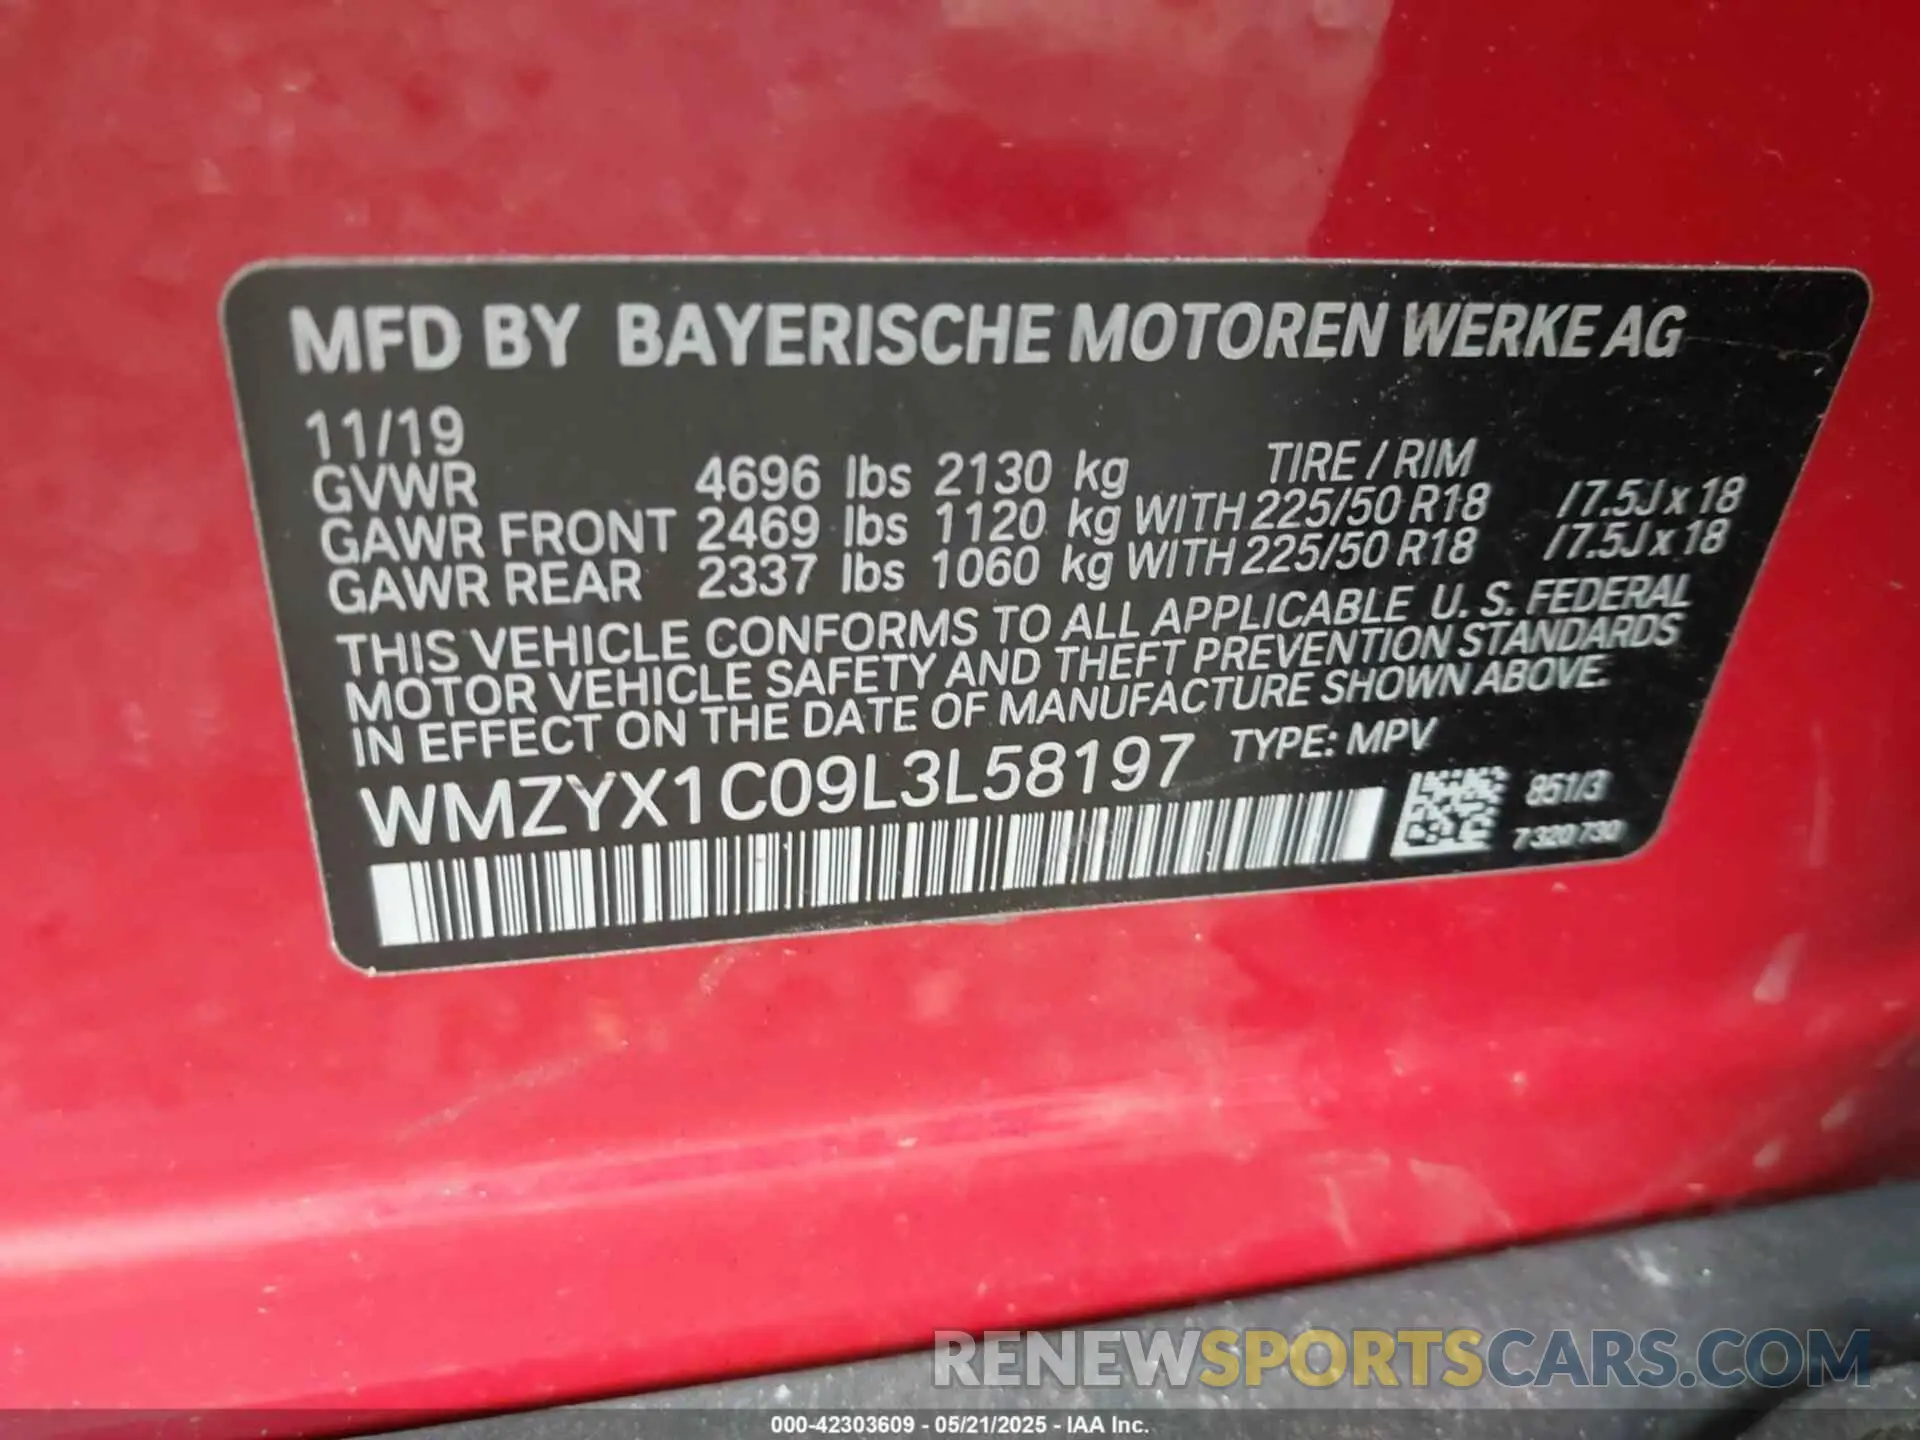 MFD BY BAYERISCHE MOTOREN WERKE AG
11/19 TIRE / RIM
GVWR 4696 lbs 2130 kg
GAWR FRONT 2469 lbs 1120 kg WITH 225/50 R18 /7.5J x 18
GAWR REAR 2337 lbs 1060 kg WITH 225/50 R18 /7.5J x 18
THIS VEHICLE CONFORMS TO ALL APPLICABLE U. S. FEDERAL
MOTOR VEHICLE SAFETY AND THEFT PREVENTION STANDARDS
IN EFFECT ON THE DATE OF MANUFACTURE SHOWN ABOVE.
WMZYX1C09L3L58197 TYPE: MPV
851/3
7320730
RENEWSPORTSCARS.COM
000-42303609 - 05/21/2025 - IAA Inc.